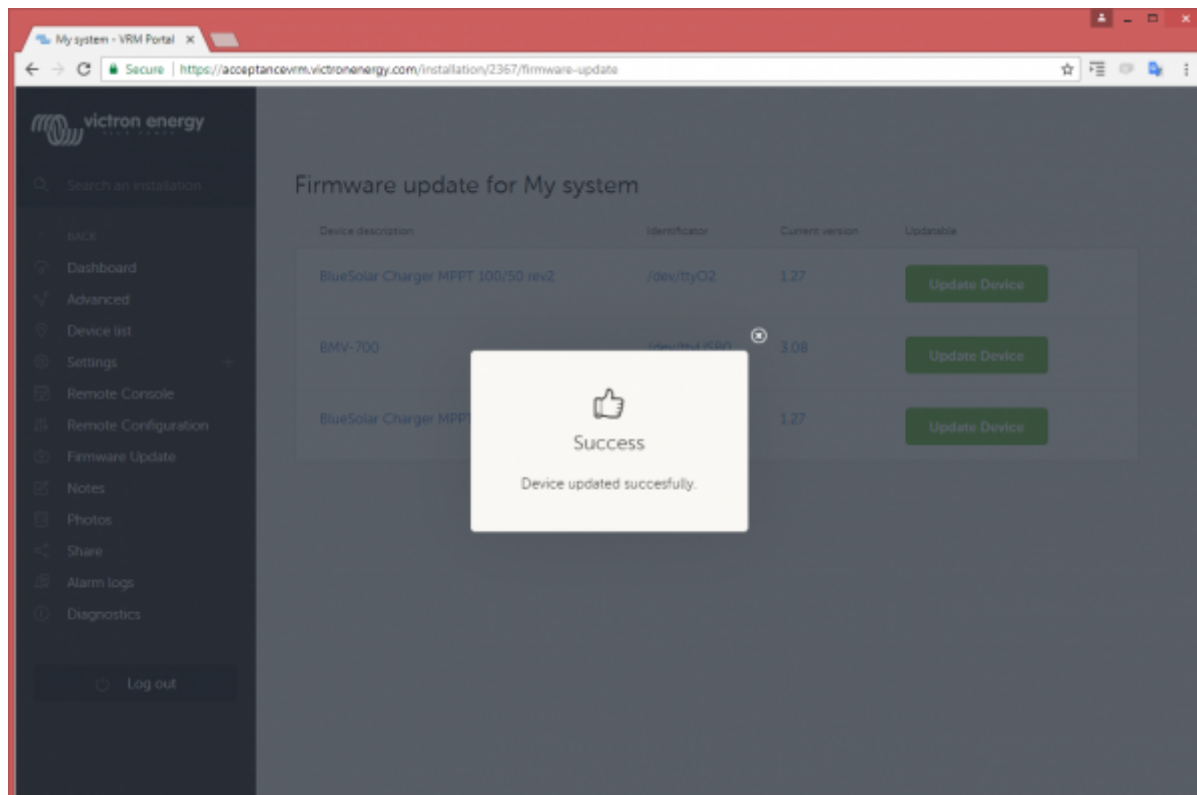 My system - VRM Portal
Secure | https://acceptancevrm.victronenergy.com/installation/2367/firmware-update
victron energy
BLUE POWER
Search an installation
Firmware update for My system
Device description Identificator Current version Updatable
BACK
Dashboard
BlueSolar Charger MPPT 100/50 rev2 /dev/ttyO2 1.27 Update Device
Advanced
Device list
BMV-700 3.08 Update Device
Settings
Remote Console
Remote Configuration
BlueSolar Charger MPPT 1.27 Update Device
Firmware Update
Notes
Photos
Share
Alarm logs
Diagnostics
Log out
Success
Device updated succesfully.